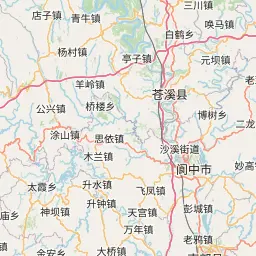 店子镇
青牛镇
三川镇
唤马镇
白鹤乡
杨村镇
亭子镇
元坝镇
羊岭镇
苍溪县
桥楼乡
公兴镇
博树乡
涂山镇
思依镇
二龙
沙溪街道
木兰镇
阆中市
妙高
太霞乡
升水镇
飞凤镇
升钟镇
神坝镇
庙乡
天宫镇
彭城镇
万年镇
金安乡
大桥镇
老鸦镇